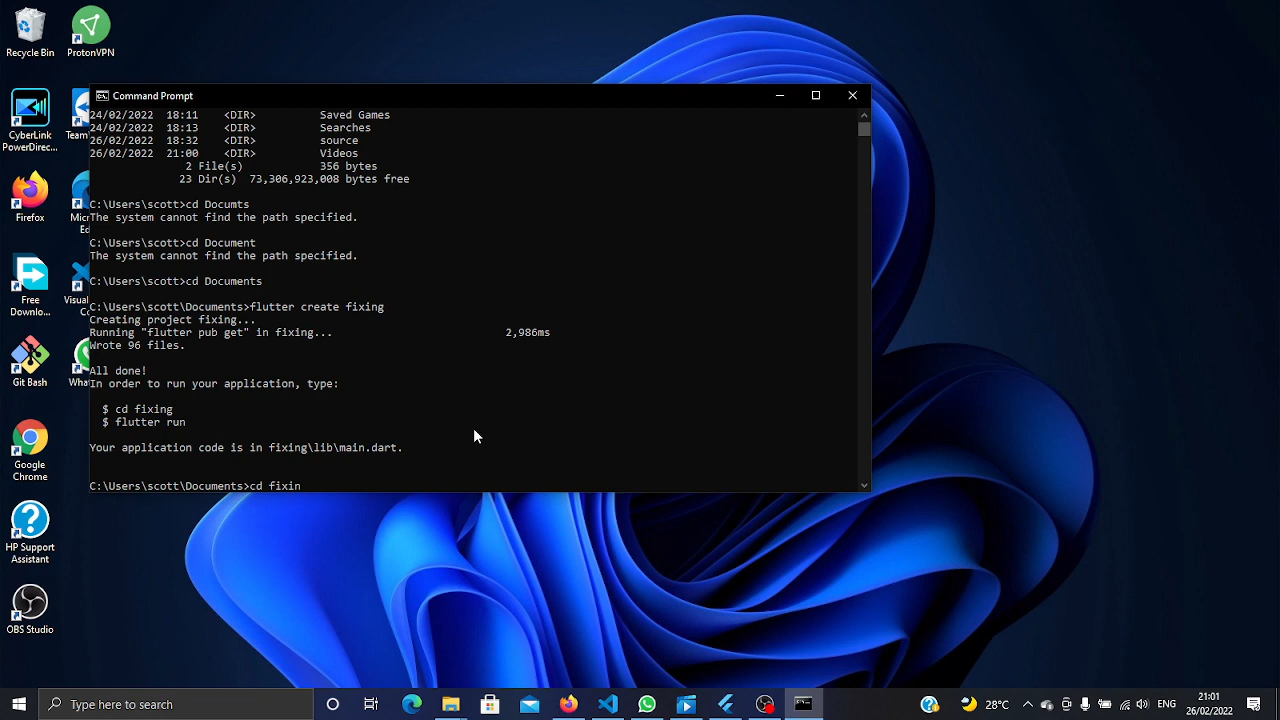 Recycle Bin
ProtonVPN
CyberLink
PowerDirec...
Team
Firefox
Micr
Ed
Free
Downlo...
Visual
Co
Git Bash
Wha
Google
Chrome
HP Support
Assistant
OBS Studio
Command Prompt
24/02/2022  18:11    <DIR>          Saved Games
24/02/2022  18:13    <DIR>          Searches
26/02/2022  18:32    <DIR>          source
26/02/2022  21:00    <DIR>          Videos
2 File(s)            356 bytes
23 Dir(s)  73,306,923,008 bytes free
C:\Users\scott>cd Documts
The system cannot find the path specified.
C:\Users\scott>cd Document
The system cannot find the path specified.
C:\Users\scott>cd Documents
C:\Users\scott\Documents>flutter create fixing
Creating project fixing...
Running "flutter pub get" in fixing...                           2,986ms
Wrote 96 files.
All done!
In order to run your application, type:
$ cd fixing
$ flutter run
Your application code is in fixing\lib\main.dart.
C:\Users\scott\Documents>cd fixin
Type here to search
28°C
ENG
21:01
26/02/2022